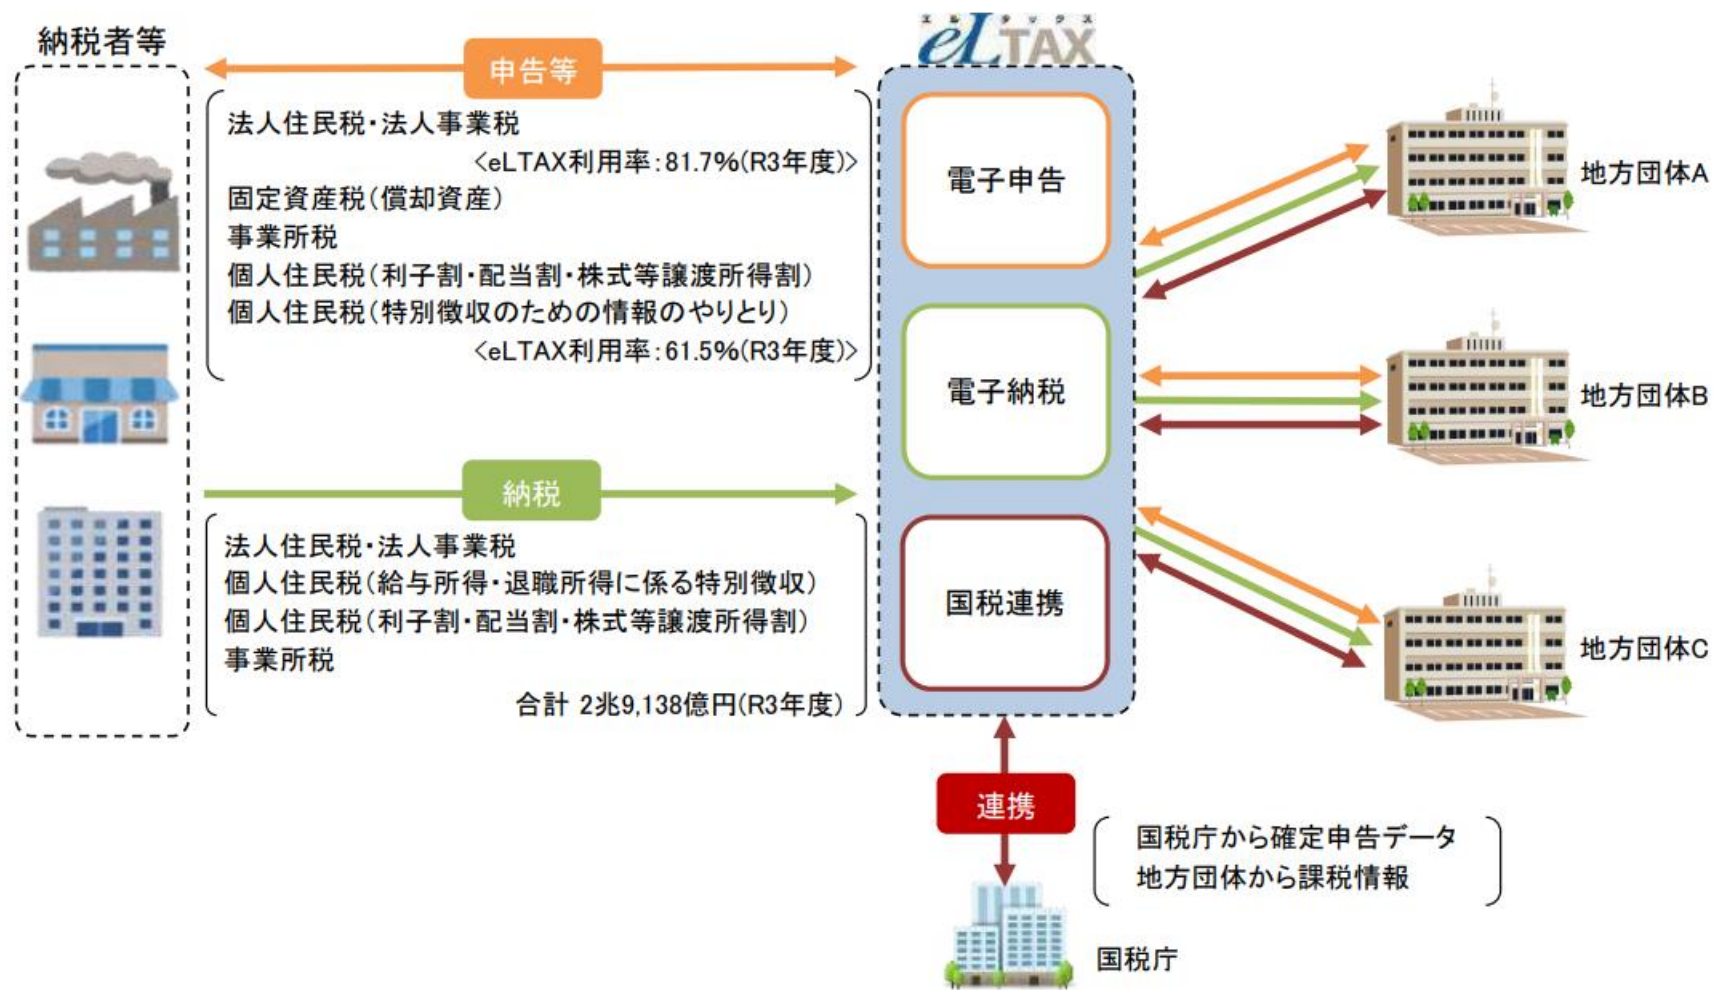 納税者等
申告等
法人住民税・法人事業税
<eLTAX利用率：81.7%(R3年度)>
固定資産税（償却資産）
事業所税
個人住民税（利子割・配当割・株式等譲渡所得割）
個人住民税（特別徴収のための情報のやりとり）
<eLTAX利用率：61.5%(R3年度)>
納税
法人住民税・法人事業税
個人住民税（給与所得・退職所得に係る特別徴収）
個人住民税（利子割・配当割・株式等譲渡所得割）
事業所税
合計 2兆9,138億円(R3年度)
エルタックス
eLTAX
電子申告
電子納税
国税連携
地方団体A
地方団体B
地方団体C
連携
国税庁から確定申告データ
地方団体から課税情報
国税庁